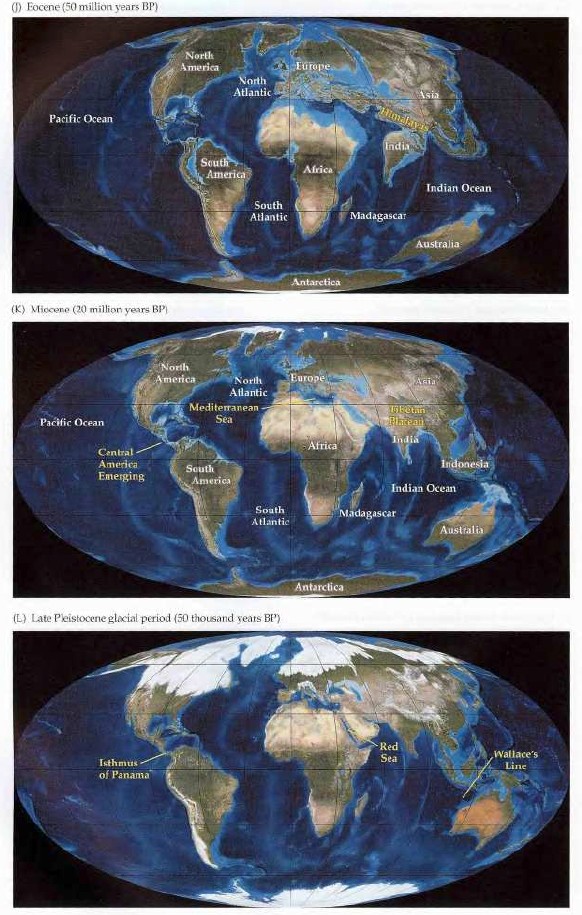 (J) Eocene (50 million years BP)
North
America
Europe
North
Atlantic
Asia
Himalayas
Pacific Ocean
India
South
America
Africa
Indian Ocean
South
Atlantic
Madagascar
Australia
Antarctica
(K) Miocene (20 million years BP)
North
America
North
Atlantic
Europe
Asia
Mediterranean
Sea
Tibetan
Plateau
Pacific Ocean
India
Africa
Central
America
Emerging
South
America
Indonesia
Indian Ocean
South
Atlantic
Madagascar
Australia
Antarctica
(L) Late Pleistocene glacial period (50 thousand years BP)
Red
Sea
Wallace's
Line
Isthmus
of Panama